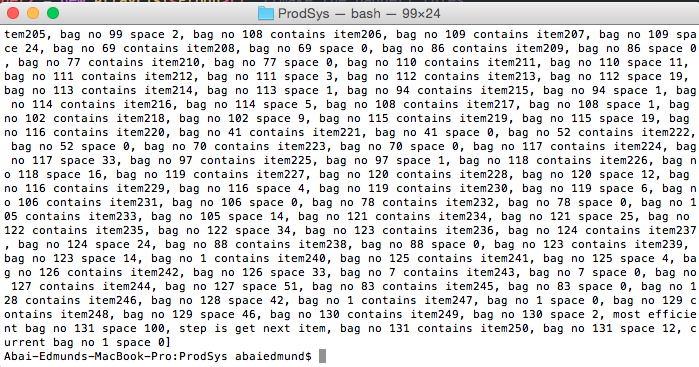 ProdSys — bash — 99×24
tem205, bag no 99 space 2, bag no 108 contains item206, bag no 109 contains item207, bag no 109 spa
ce 24, bag no 69 contains item208, bag no 69 space 0, bag no 86 contains item209, bag no 86 space 0
, bag no 77 contains item210, bag no 77 space 0, bag no 110 contains item211, bag no 110 space 11,
bag no 111 contains item212, bag no 111 space 3, bag no 112 contains item213, bag no 112 space 19,
bag no 113 contains item214, bag no 113 space 1, bag no 94 contains item215, bag no 94 space 1, bag
 no 114 contains item216, bag no 114 space 5, bag no 108 contains item217, bag no 108 space 1, bag
no 102 contains item218, bag no 102 space 9, bag no 115 contains item219, bag no 115 space 19, bag
no 116 contains item220, bag no 41 contains item221, bag no 41 space 0, bag no 52 contains item222,
 bag no 52 space 0, bag no 70 contains item223, bag no 70 space 0, bag no 117 contains item224, bag
 no 117 space 33, bag no 97 contains item225, bag no 97 space 1, bag no 118 contains item226, bag n
o 118 space 16, bag no 119 contains item227, bag no 120 contains item228, bag no 120 space 12, bag
no 116 contains item229, bag no 116 space 4, bag no 119 contains item230, bag no 119 space 6, bag n
o 106 contains item231, bag no 106 space 0, bag no 78 contains item232, bag no 78 space 0, bag no 1
05 contains item233, bag no 105 space 14, bag no 121 contains item234, bag no 121 space 25, bag no
122 contains item235, bag no 122 space 34, bag no 123 contains item236, bag no 124 contains item237
, bag no 124 space 24, bag no 88 contains item238, bag no 88 space 0, bag no 123 contains item239,
bag no 123 space 14, bag no 1 contains item240, bag no 125 contains item241, bag no 125 space 4, ba
g no 126 contains item242, bag no 126 space 33, bag no 7 contains item243, bag no 7 space 0, bag no
 127 contains item244, bag no 127 space 51, bag no 83 contains item245, bag no 83 space 0, bag no 1
28 contains item246, bag no 128 space 42, bag no 1 contains item247, bag no 1 space 0, bag no 129 c
ontains item248, bag no 129 space 46, bag no 130 contains item249, bag no 130 space 2, most efficie
nt bag no 131 space 100, step is get next item, bag no 131 contains item250, bag no 131 space 12, c
urrent bag no 1 space 0]
Abai-Edmunds-MacBook-Pro:ProdSys abaiedmund$